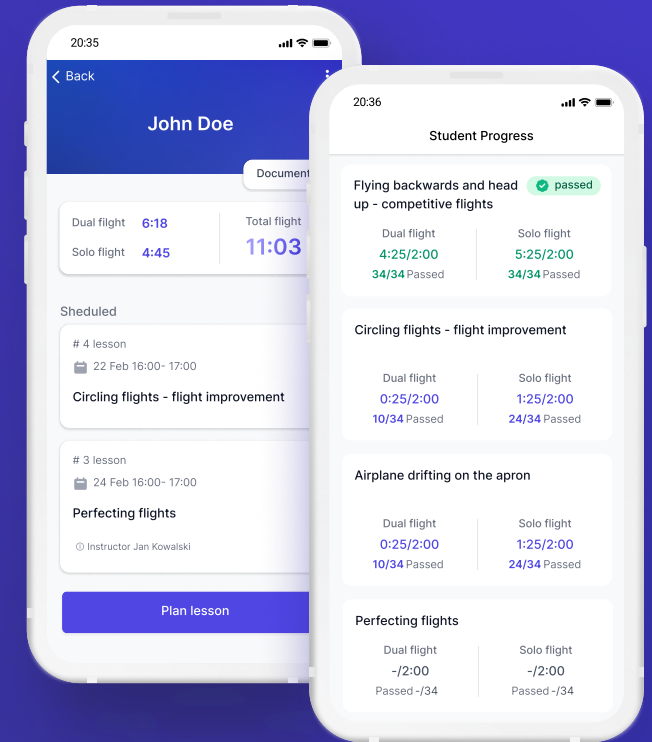 20:35
Back
John Doe
Document
Dual flight 6:18
Solo flight 4:45
Total flight
11:03
Sheduled
# 4 lesson
22 Feb 16:00- 17:00
Circling flights - flight improvement
# 3 lesson
24 Feb 16:00- 17:00
Perfecting flights
Instructor Jan Kowalski
Plan lesson
20:36
Student Progress
Flying backwards and head
up - competitive flights
passed
Dual flight
4:25/2:00
34/34 Passed
Solo flight
5:25/2:00
34/34 Passed
Circling flights - flight improvement
Dual flight
0:25/2:00
10/34 Passed
Solo flight
1:25/2:00
24/34 Passed
Airplane drifting on the apron
Dual flight
0:25/2:00
10/34 Passed
Solo flight
1:25/2:00
24/34 Passed
Perfecting flights
Dual flight
-/2:00
Passed -/34
Solo flight
-/2:00
Passed -/34